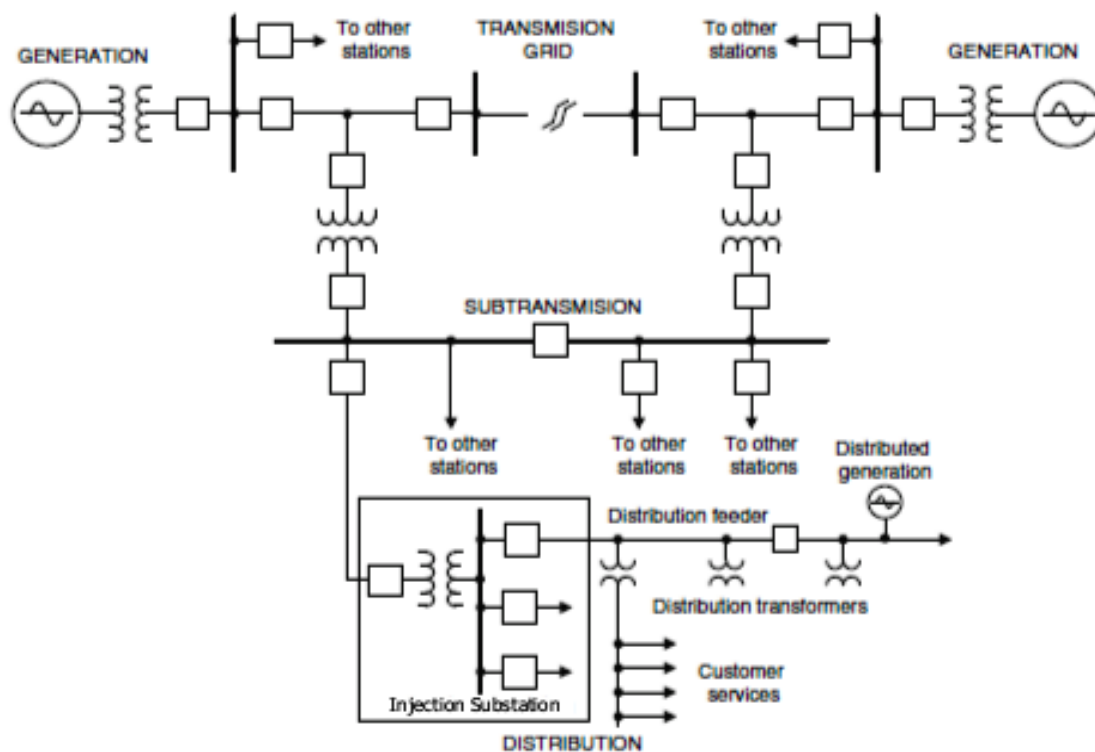 To other
stations
TRANSMISION
GRID
To other
stations
GENERATION
GENERATION
SUBTRANSMISION
To other
stations
To other
stations
To other
stations
Distributed
generation
Distribution feeder
Distribution transformers
Customer
services
Injection Substation
DISTRIBUTION